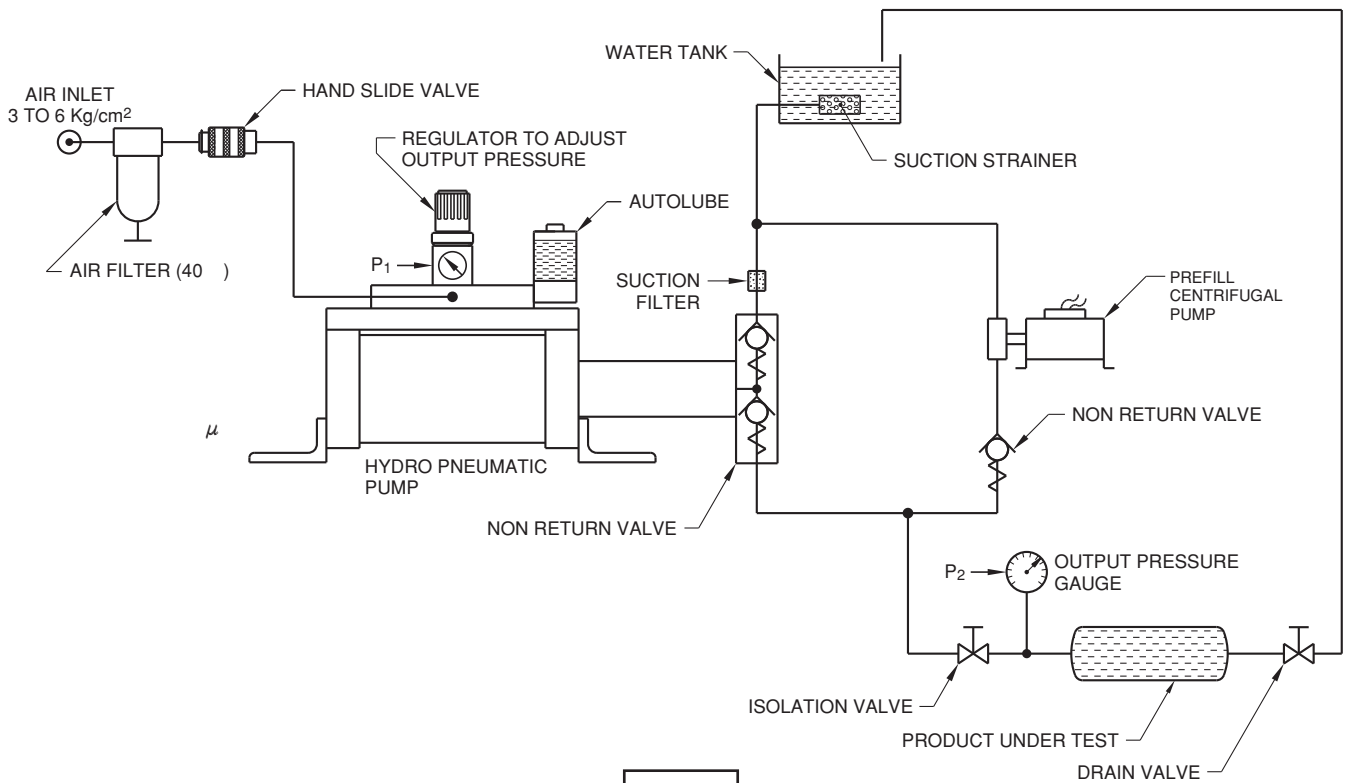 WATER TANK
AIR INLET
3 TO 6 Kg/cm²
HAND SLIDE VALVE
REGULATOR TO ADJUST
OUTPUT PRESSURE
SUCTION STRAINER
AUTOLUBE
P₁
AIR FILTER (40 )
SUCTION
FILTER
PREFILL
CENTRIFUGAL
PUMP
NON RETURN VALVE
μ
HYDRO PNEUMATIC
PUMP
NON RETURN VALVE
P₂
OUTPUT PRESSURE
GAUGE
ISOLATION VALVE
PRODUCT UNDER TEST
DRAIN VALVE